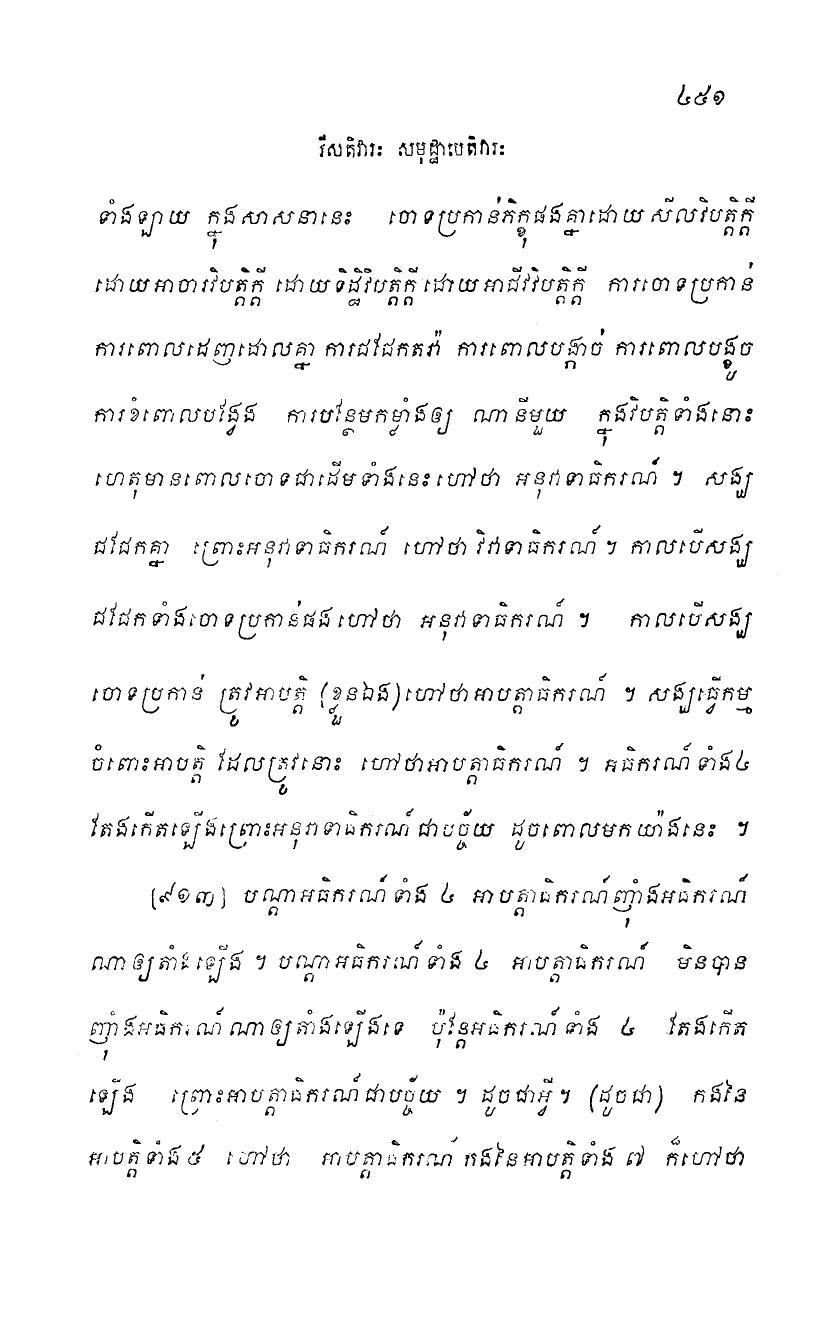 ៤៥១
វីសតិវារៈ សមុដ្ឋាបេតិវារៈ
ទាំងឡាយ ក្នុងសាសនានេះ ចោទប្រកាន់ភិក្ខុផងគ្នាដោយសីលវិបត្តិក្តី
ដោយអាចារវិបត្តិក្តី ដោយទិដ្ឋិវិបត្តិក្តី ដោយអាជីវវិបត្តិក្តី ការចោទប្រកាន់
ការពោលដេញដោលគ្នា ការជជែកតវ៉ា ការពោលបង្កាច់ ការពោលបង្ខូច
ការខំពោលបង្វែង ការបន្ថែមកម្លាំងឲ្យ ណានីមួយ ក្នុងវិបត្តិទាំងនោះ
ហេតុមានពោលចោទជាដើមទាំងនេះហៅថា អនុវាទាធិករណ៍ ។ សង្ឃ
ជជែកគ្នា ព្រោះអនុវាទាធិករណ៍ ហៅថា វិវាទាធិករណ៍ ។ កាលបើសង្ឃ
ជជែកទាំងចោទប្រកាន់ផងហៅថា អនុវាទាធិករណ៍ ។ កាលបើសង្ឃ
ចោទប្រកាន់ ត្រូវអាបត្តិ (ខ្លួនឯង) ហៅថាអាបត្តាធិករណ៍ ។ សង្ឃធ្វើកម្ម
ចំពោះអាបត្តិ ដែលត្រូវនោះ ហៅថាអាបត្តាធិករណ៍ ។ អធិករណ៍ទាំង៤
តែងកើតឡើងព្រោះអនុវាទាធិករណ៍ជាបច្ច័យ ដូចពោលមកយ៉ាងនេះ ។
[៩១៣] បណ្តាអធិករណ៍ទាំង ៤ អាបត្តាធិករណ៍ញ៉ាំងអធិករណ៍
ណាឲ្យតាំងឡើង ។ បណ្តាអធិករណ៍ទាំង ៤ អាបត្តាធិករណ៍ មិនបាន
ញ៉ាំងអធិករណ៍ណាឲ្យតាំងឡើងទេ ប៉ុន្តែអធិករណ៍ទាំង ៤ តែងកើត
ឡើង ព្រោះអាបត្តាធិករណ៍ជាបច្ច័យ ។ ដូចជាអ្វី ។ (ដូចជា) កងនៃ
អាបត្តិទាំង ៥ ហៅថា អាបត្តាធិករណ៍ កងនៃអាបត្តិទាំង ៧ ក៏ហៅថា